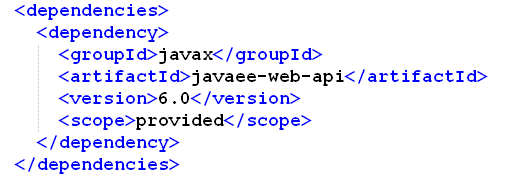 <dependencies>
<dependency>
<groupId>javax</groupId>
<artifactId>javaee-web-api</artifactId>
<version>6.0</version>
<scope>provided</scope>
</dependency>
</dependencies>